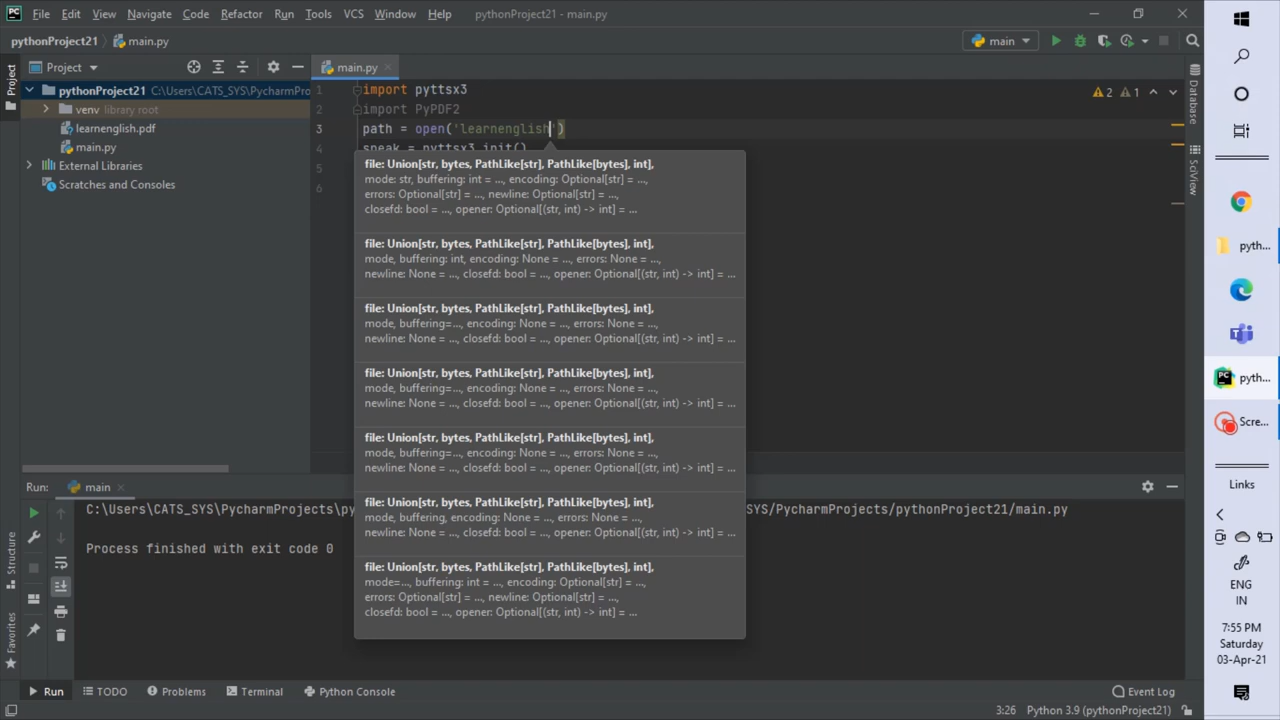 PC File Edit View Navigate Code Refactor Run Tools VCS Window Help pythonProject21 - main.py
pythonProject21 main.py
main
Project
main.py
pythonProject21 C:\Users\CATS_SYS\PycharmPro
venv library root
learnenglish.pdf
main.py
External Libraries
Scratches and Consoles
Project
Structure
Favorites
1 import pyttsx3
2 import PyPDF2
3 path = open('learnenglish')
4 speak = pyttsx3.init()
5
6
2 1
Database
SciView
file: Union[str, bytes, PathLike[str], PathLike[bytes], int],
mode: str, buffering: int = ..., encoding: Optional[str] = ...,
errors: Optional[str] = ..., newline: Optional[str] = ...,
closefd: bool = ..., opener: Optional[(str, int) -> int] = ...
file: Union[str, bytes, PathLike[str], PathLike[bytes], int],
mode, buffering: int, encoding: None = ..., errors: None = ...,
newline: None = ..., closefd: bool = ..., opener: Optional[(str, int) -> int] = ...
file: Union[str, bytes, PathLike[str], PathLike[bytes], int],
mode, buffering=..., encoding: None = ..., errors: None = ...,
newline: None = ..., closefd: bool = ..., opener: Optional[(str, int) -> int] = ...
file: Union[str, bytes, PathLike[str], PathLike[bytes], int],
mode, buffering=..., encoding: None = ..., errors: None = ...,
newline: None = ..., closefd: bool = ..., opener: Optional[(str, int) -> int] = ...
file: Union[str, bytes, PathLike[str], PathLike[bytes], int],
mode, buffering=..., encoding: None = ..., errors: None = ...,
newline: None = ..., closefd: bool = ..., opener: Optional[(str, int) -> int] = ...
file: Union[str, bytes, PathLike[str], PathLike[bytes], int],
mode, buffering, encoding: None = ..., errors: None = ...,
newline: None = ..., closefd: bool = ..., opener: Optional[(str, int) -> int] = ...
file: Union[str, bytes, PathLike[str], PathLike[bytes], int],
mode=..., buffering: int = ..., encoding: Optional[str] = ...,
errors: Optional[str] = ..., newline: Optional[str] = ...,
closefd: bool = ..., opener: Optional[(str, int) -> int] = ...
Run: main
C:\Users\CATS_SYS\PycharmProjects\py SYS/PycharmProjects/pythonProject21/main.py
Process finished with exit code 0
Run TODO Problems Terminal Python Console Event Log
3:26 Python 3.9 (pythonProject21)
pyth...
PC pyth...
Scre...
Links
ENG
IN
7:55 PM
Saturday
03-Apr-21